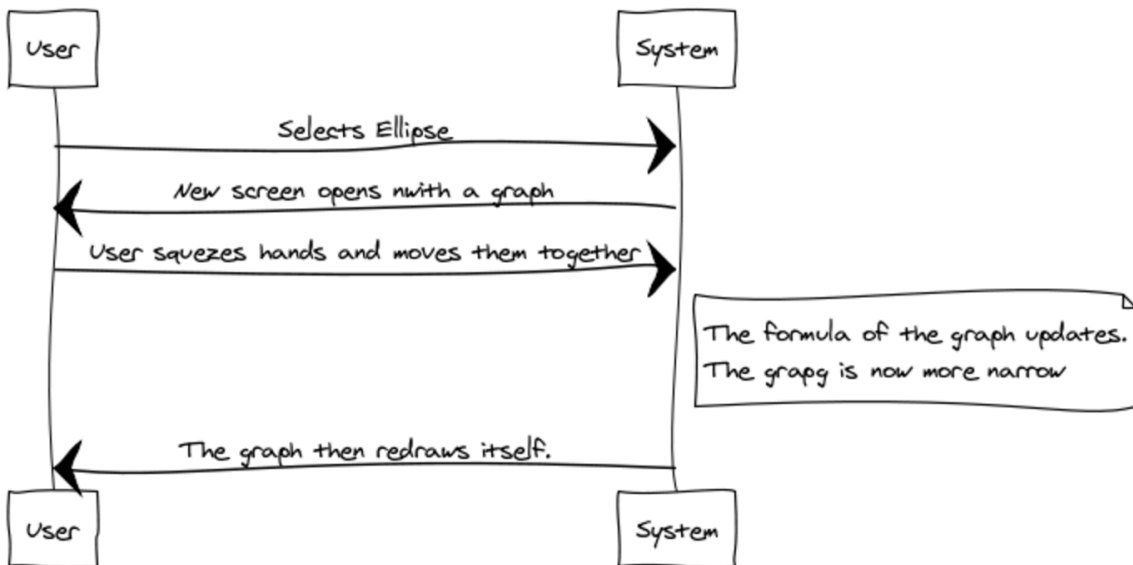 User
System
Selects Ellipse
New screen opens nwith a graph
User squezes hands and moves them together
The formula of the graph updates.
The grapg is now more narrow
The graph then redraws itself.
User
System